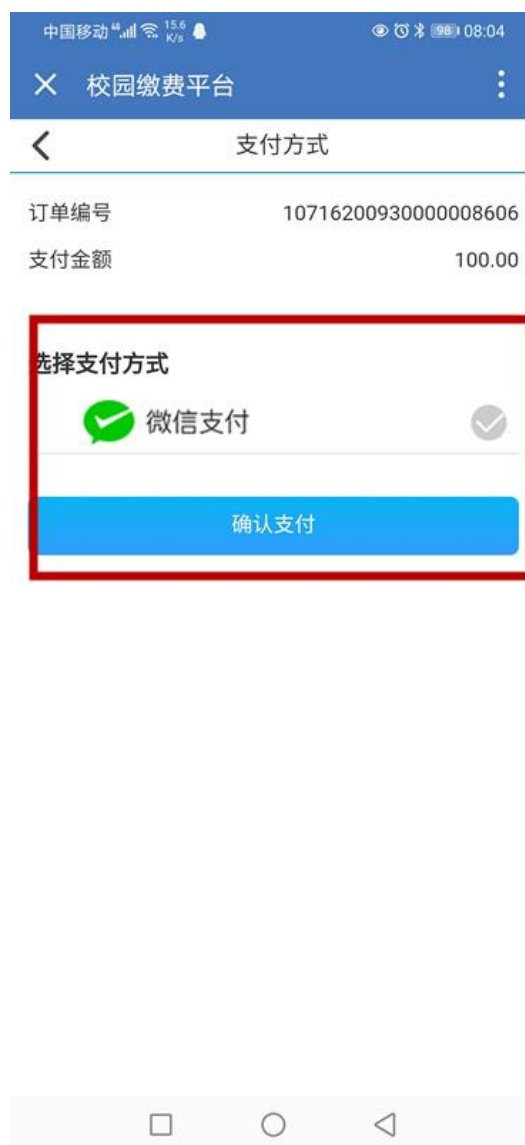 中国移动 46 15.6 K/s 98 08:04
校园缴费平台
支付方式
订单编号 10716200930000008606
支付金额 100.00
选择支付方式
微信支付
确认支付